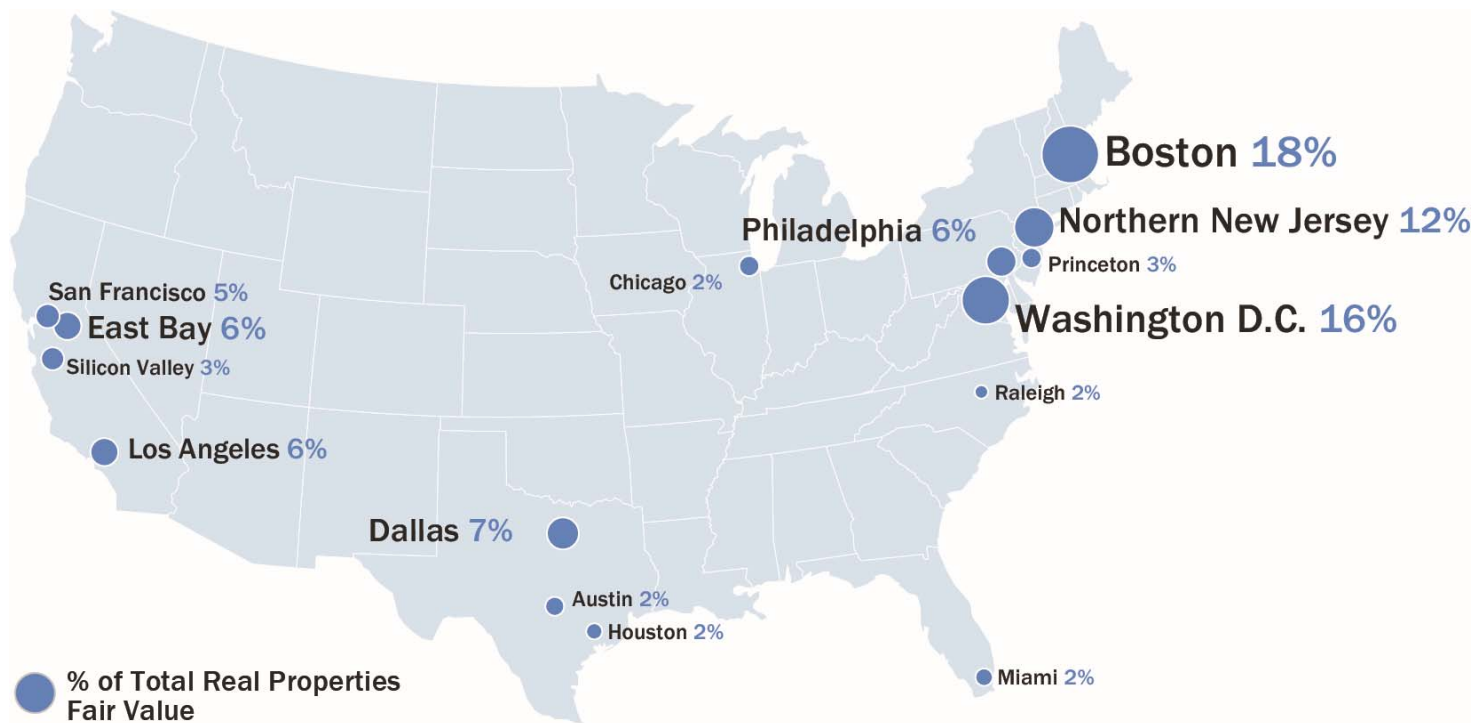 Boston 18%
Northern New Jersey 12%
Philadelphia 6%
Princeton 3%
Chicago 2%
San Francisco 5%
East Bay 6%
Washington D.C. 16%
Silicon Valley 3%
Raleigh 2%
Los Angeles 6%
Dallas 7%
Austin 2%
Houston 2%
Miami 2%
% of Total Real Properties
Fair Value